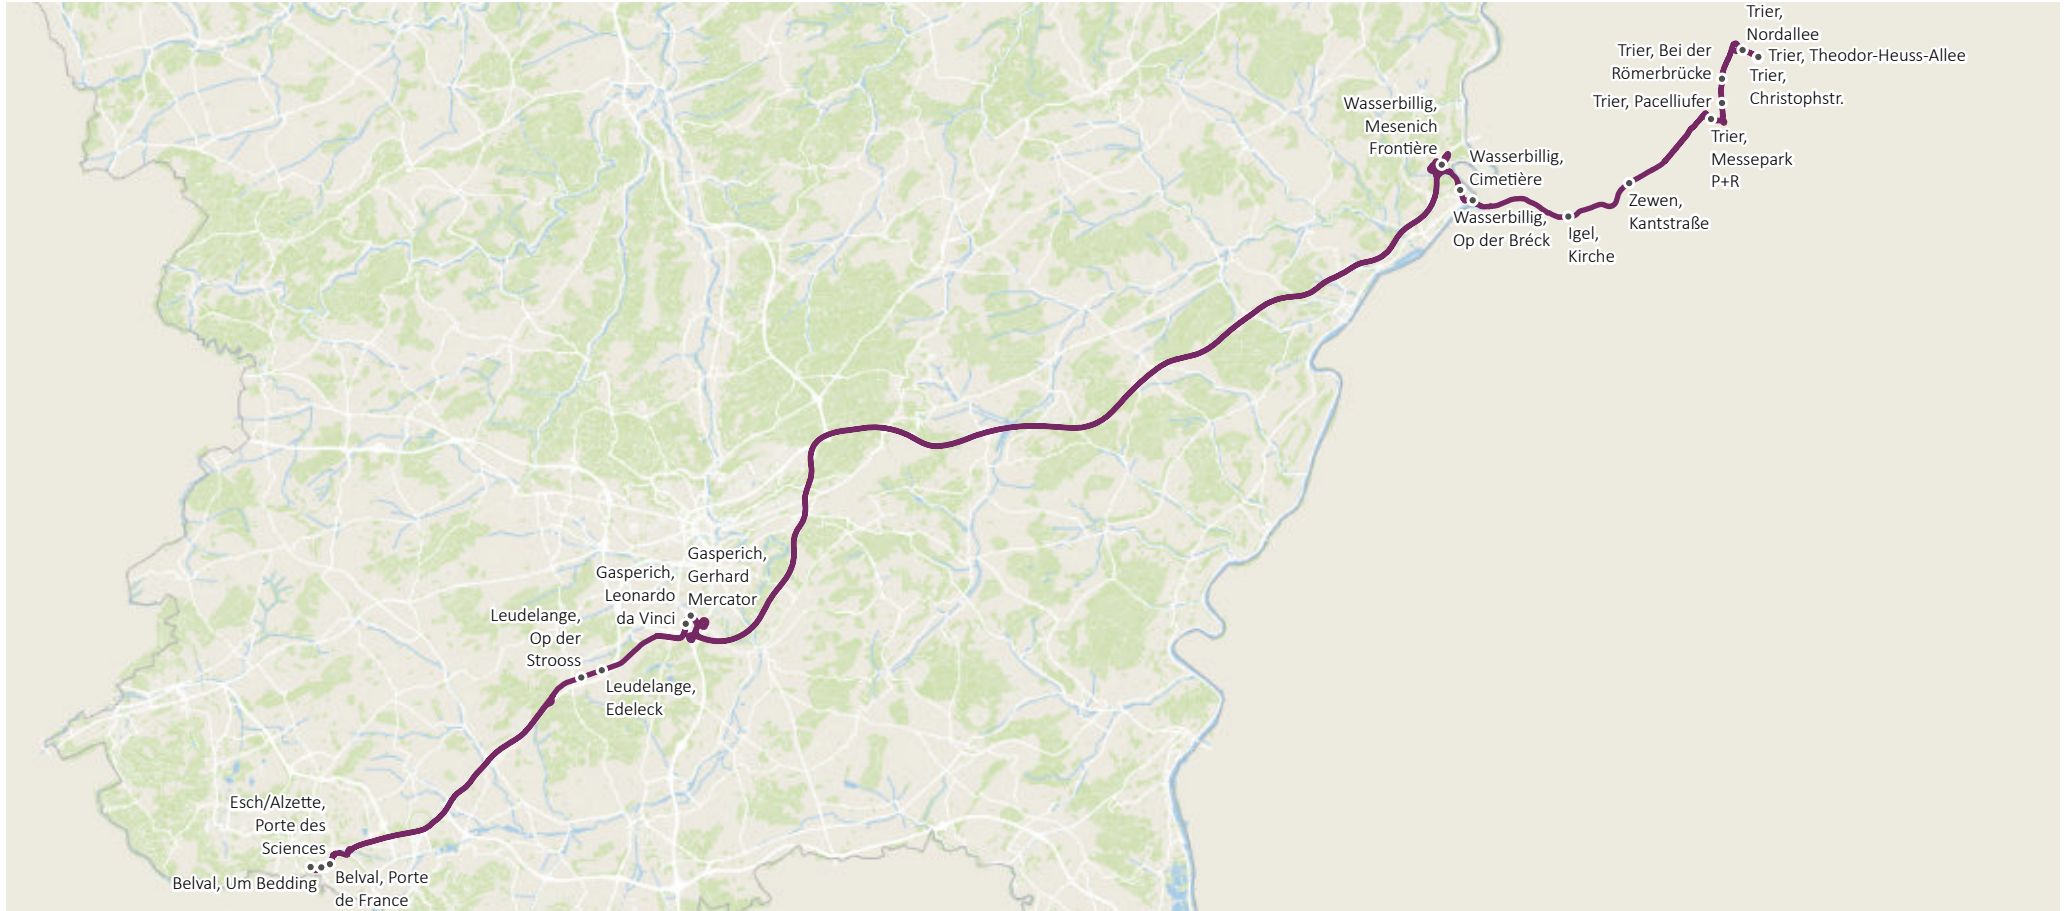 Trier,
Nordallee
Trier, Theodor-Heuss-Allee
Trier,
Christophstr.
Trier, Bei der
Römerbrücke
Trier, Pacelliufer
Trier,
Messepark
P+R
Wasserbillig,
Mesenich
Frontière
Wasserbillig,
Cimetière
Wasserbillig,
Op der Bréck
Igel,
Kirche
Zewen,
Kantstraße
Gasperich,
Gerhard
Mercator
Gasperich,
Leonardo
da Vinci
Leudelange,
Op der
Strooss
Leudelange,
Edeleck
Esch/Alzette,
Porte des
Sciences
Belval, Um Bedding
Belval, Porte
de France